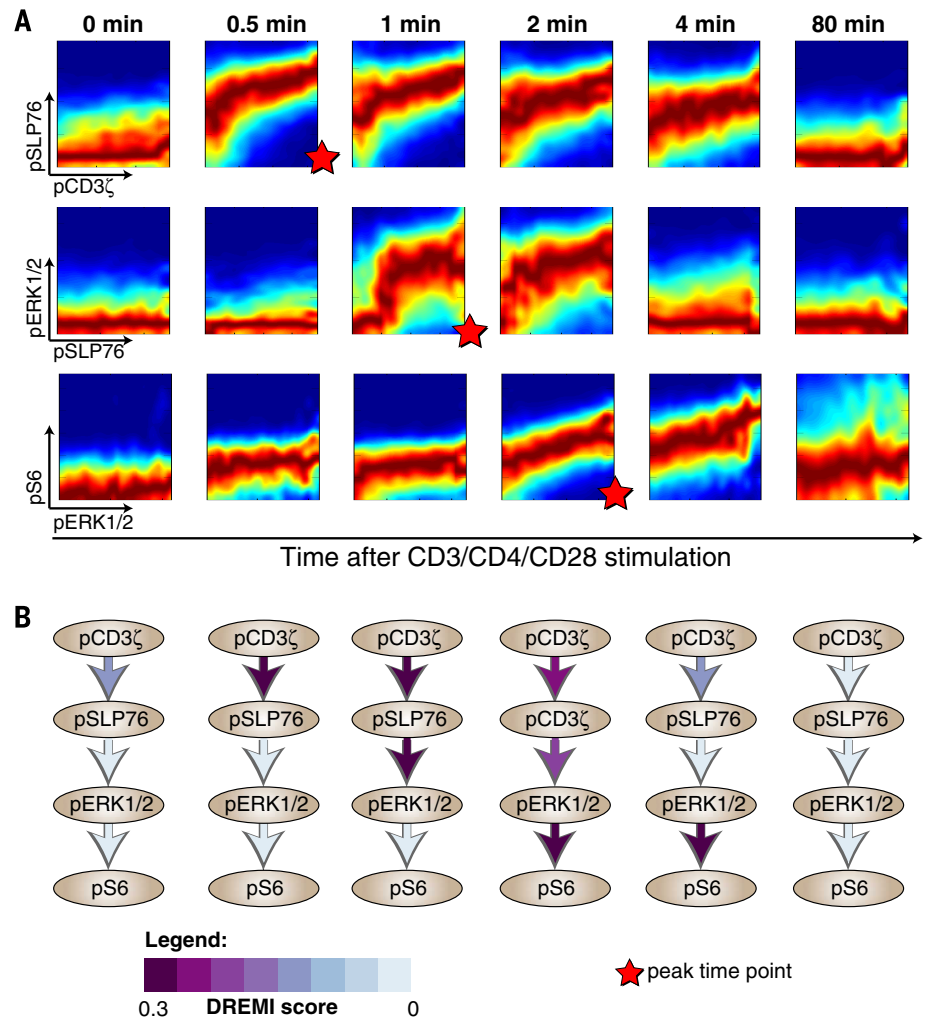 A
0 min 0.5 min 1 min 2 min 4 min 80 min
pSLP76
pCD3ζ
pERK1/2
pSLP76
pS6
pERK1/2
Time after CD3/CD4/CD28 stimulation
B
pCD3ζ pCD3ζ pCD3ζ pCD3ζ pCD3ζ pCD3ζ
pSLP76 pSLP76 pSLP76 pCD3ζ pSLP76 pSLP76
pERK1/2 pERK1/2 pERK1/2 pERK1/2 pERK1/2 pERK1/2
pS6 pS6 pS6 pS6 pS6 pS6
Legend:
0.3 DREMI score 0
peak time point